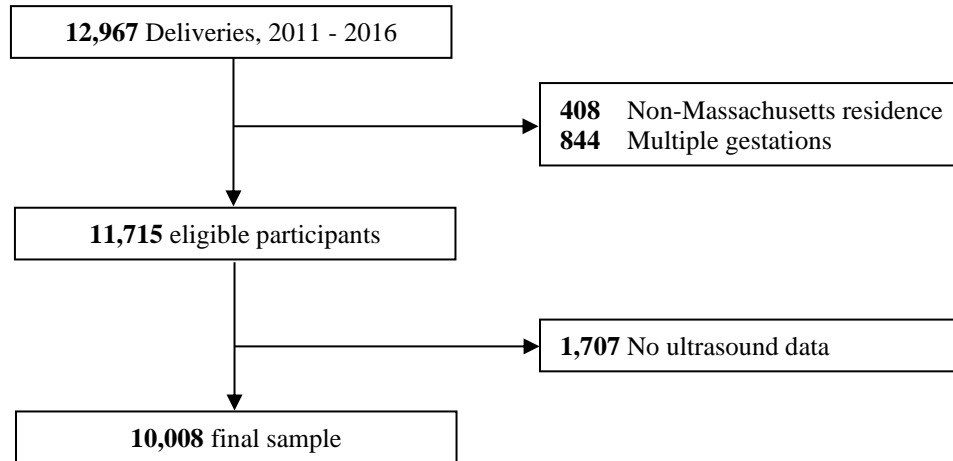 12,967 Deliveries, 2011 - 2016
408 Non-Massachusetts residence
844 Multiple gestations
11,715 eligible participants
1,707 No ultrasound data
10,008 final sample